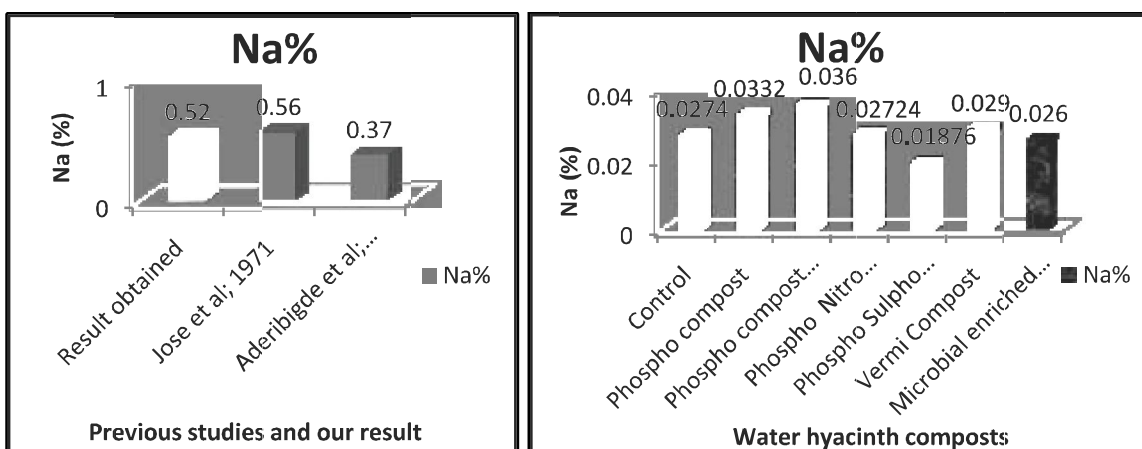 Na%
1
0
Na (%)
0.52
0.56
0.37
Result obtained
Jose et al; 1971
Aderibigde et al;...
Na%
Previous studies and our result
Na%
0.04
0.02
0
Na (%)
0.0274
0.0332
0.036
0.02724
0.01876
0.029
0.026
Control
Phospho compost
Phospho compost...
Phospho Nitro...
Phospho Sulpho...
Vermi Compost
Microbial enriched...
Na%
Water hyacinth composts